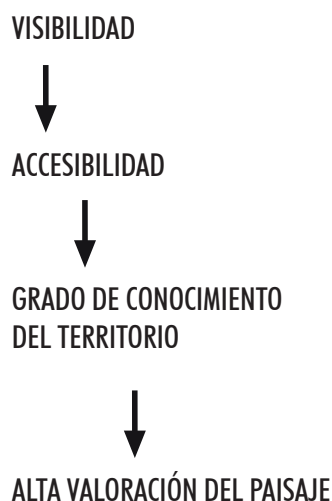 VISIBILIDAD
ACCESIBILIDAD
GRADO DE CONOCIMIENTO
DEL TERRITORIO
ALTA VALORACIÓN DEL PAISAJE